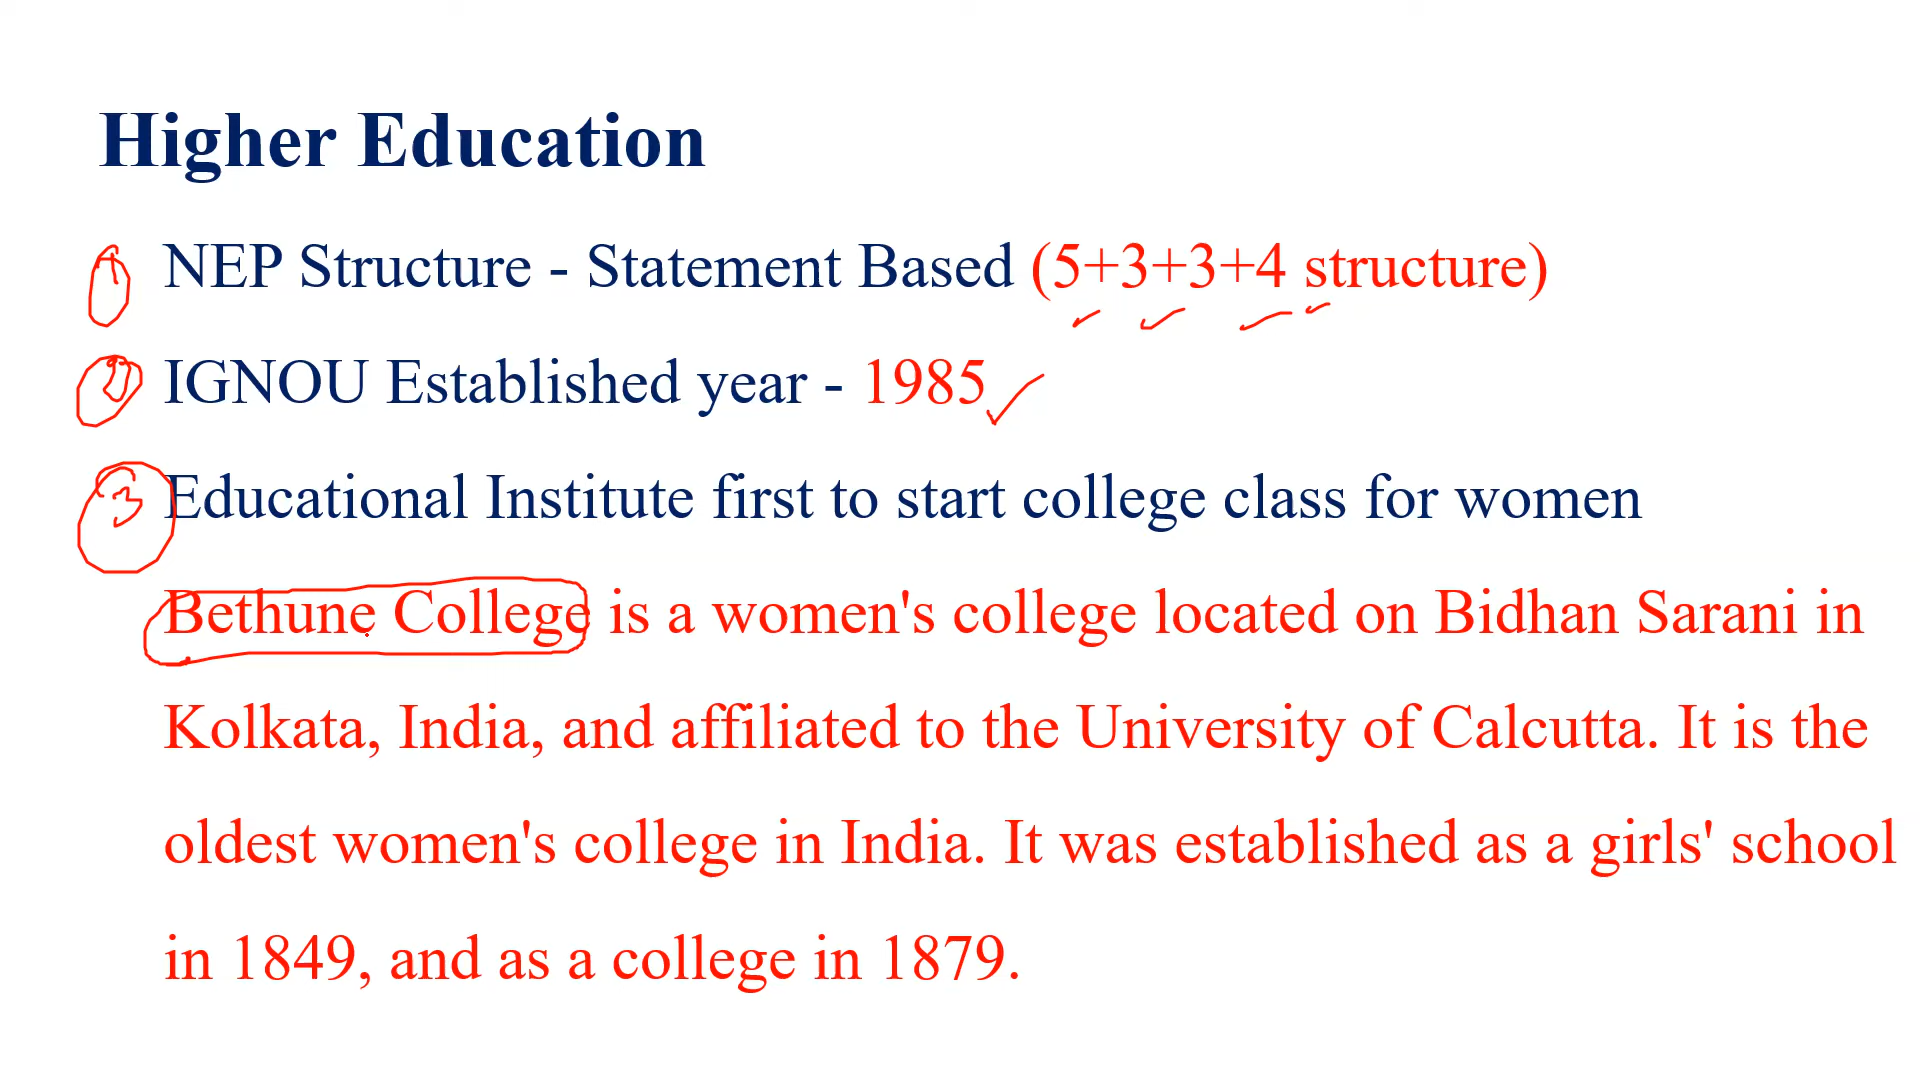 Higher Education
1 NEP Structure - Statement Based (5+3+3+4 structure)
IGNOU Established year - 1985
3 Educational Institute first to start college class for women
Bethune College is a women's college located on Bidhan Sarani in
Kolkata, India, and affiliated to the University of Calcutta. It is the
oldest women's college in India. It was established as a girls' school
in 1849, and as a college in 1879.